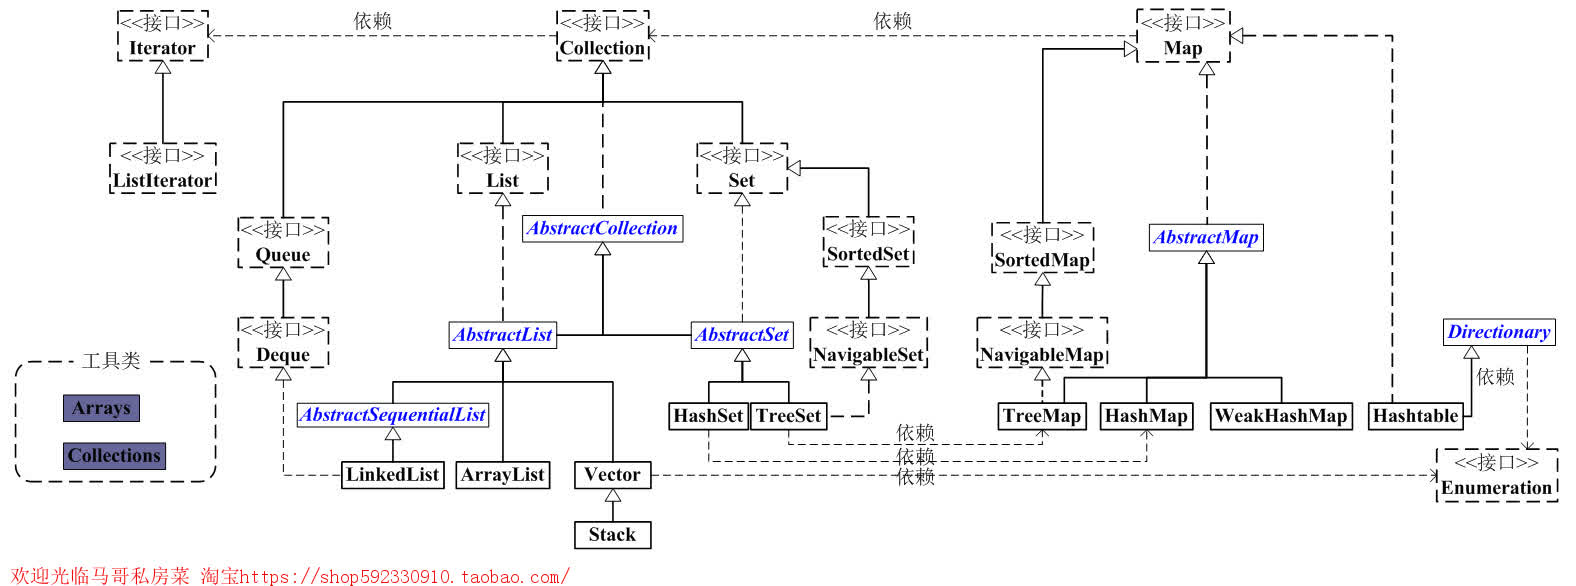 <<接口>>
Iterator
依赖
<<接口>>
Collection
依赖
<<接口>>
Map
<<接口>>
ListIterator
<<接口>>
List
<<接口>>
Set
<<接口>>
Queue
AbstractCollection
<<接口>>
SortedSet
<<接口>>
SortedMap
AbstractMap
<<接口>>
Deque
AbstractList
AbstractSet
<<接口>>
NavigableSet
<<接口>>
NavigableMap
Directionary
工具类
Arrays
Collections
依赖
AbstractSequentialList
HashSet
TreeSet
TreeMap
HashMap
WeakHashMap
Hashtable
依赖
依赖
依赖
LinkedList
ArrayList
Vector
<<接口>>
Enumeration
Stack
欢迎光临马哥私房菜 淘宝https://shop592330910.taobao.com/